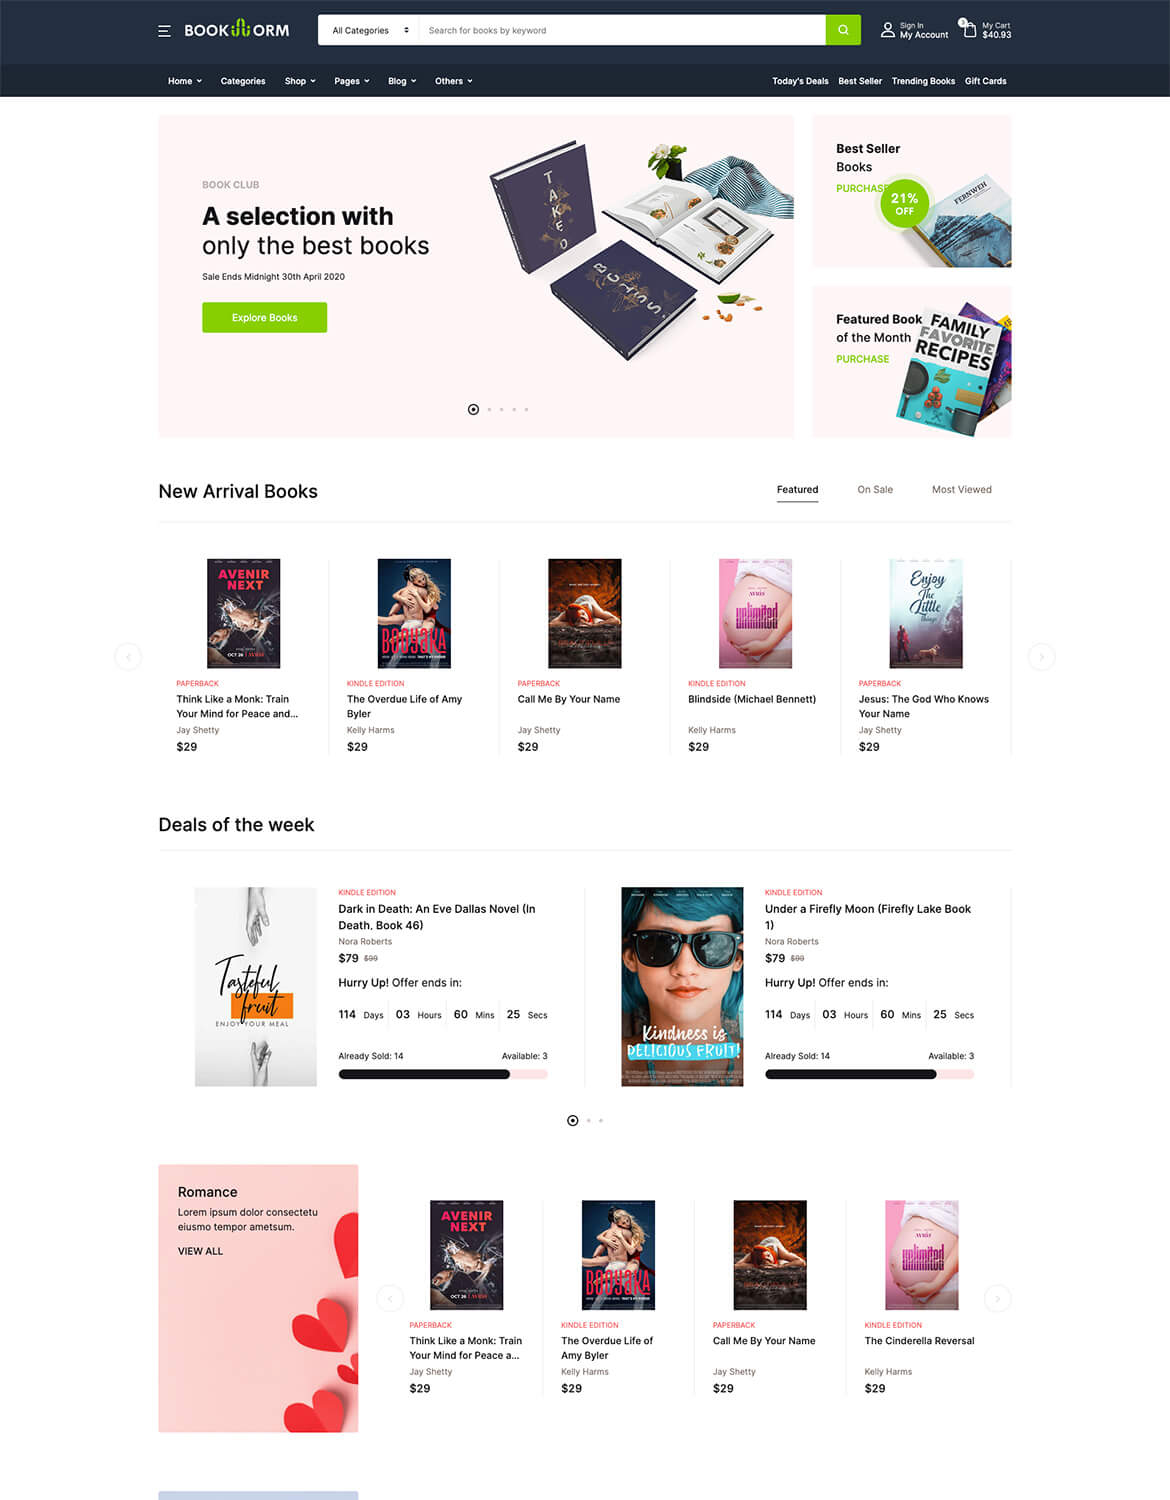 BOOKWORM
All Categories
Search for books by keyword
Sign In
My Account
3
My Cart
$40.93
Home
Categories
Shop
Pages
Blog
Others
Today's Deals
Best Seller
Trending Books
Gift Cards
BOOK CLUB
A selection with
only the best books
Sale Ends Midnight 30th April 2020
Explore Books
Best Seller
Books
PURCHASE
21%
OFF
FERNWEH
Featured Book
of the Month
PURCHASE
FAMILY
FAVORITE
RECIPES
New Arrival Books
Featured
On Sale
Most Viewed
AVENIR
NEXT
OCT 26
unlimited
Enjoy
The
Little
Things
PAPERBACK
Think Like a Monk: Train
Your Mind for Peace and...
Jay Shetty
$29
KINDLE EDITION
The Overdue Life of Amy
Byler
Kelly Harms
$29
PAPERBACK
Call Me By Your Name
Jay Shetty
$29
KINDLE EDITION
Blindside (Michael Bennett)
Kelly Harms
$29
PAPERBACK
Jesus: The God Who Knows
Your Name
Jay Shetty
$29
Deals of the week
Tasteful
fruit
ENJOY YOUR MEAL
KINDLE EDITION
Dark in Death: An Eve Dallas Novel (In
Death, Book 46)
Nora Roberts
$79 $99
Hurry Up! Offer ends in:
114 Days 03 Hours 60 Mins 25 Secs
Already Sold: 14
Available: 3
Kindness is
DELICIOUS FRUIT!
KINDLE EDITION
Under a Firefly Moon (Firefly Lake Book
1)
Nora Roberts
$79 $99
Hurry Up! Offer ends in:
114 Days 03 Hours 60 Mins 25 Secs
Already Sold: 14
Available: 3
Romance
Lorem ipsum dolor consectetu
eiusmo tempor ametsum.
VIEW ALL
AVENIR
NEXT
OCT 26
unlimited
PAPERBACK
Think Like a Monk: Train
Your Mind for Peace a...
Jay Shetty
$29
KINDLE EDITION
The Overdue Life of
Amy Byler
Kelly Harms
$29
PAPERBACK
Call Me By Your Name
Jay Shetty
$29
KINDLE EDITION
The Cinderella Reversal
Kelly Harms
$29